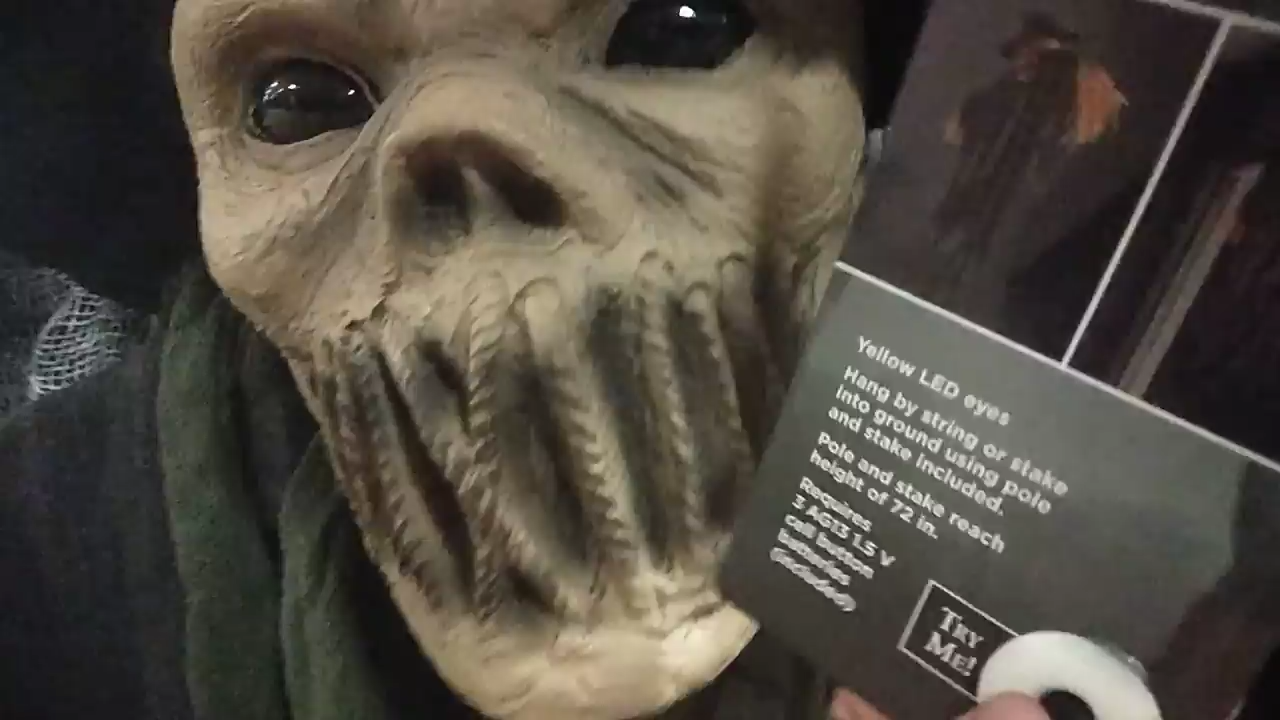 Yellow LED eyes
Hang by string or stake
into ground using pole
and stake included.
Pole and stake reach
height of 72 in.
Requires
3 AG13 1.5 V
cell button
batteries
(included)
TRY
ME!